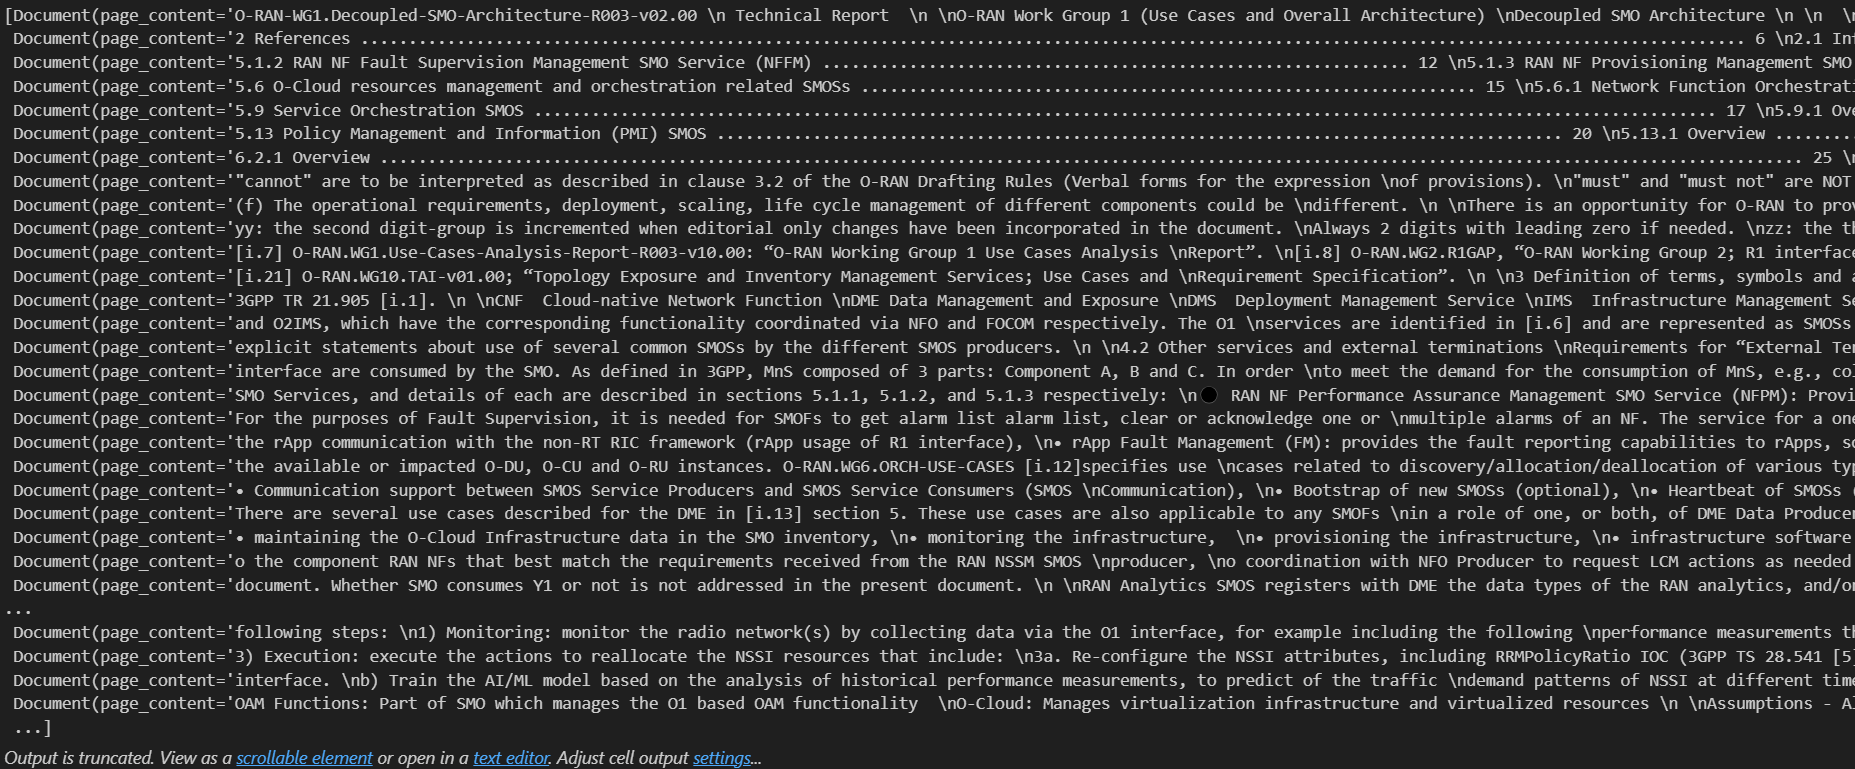 [Document(page_content='O-RAN-WG1.Decoupled-SMO-Architecture-R003-v02.00 \n Technical Report  \n \nO-RAN Work Group 1 (Use Cases and Overall Architecture) \nDecoupled SMO Architecture \n \n  \
Document(page_content='2 References ................................................................................................................................................. 6 \n2.1 Inf
Document(page_content='5.1.2 RAN NF Fault Supervision Management SMO Service (NFFM) ............................................................. 12 \n5.1.3 RAN NF Provisioning Management SMO
Document(page_content='5.6 O-Cloud resources management and orchestration related SMOSs ................................................................ 15 \n5.6.1 Network Function Orchestrati
Document(page_content='5.9 Service Orchestration SMOS ............................................................................................................................ 17 \n5.9.1 Ove
Document(page_content='5.13 Policy Management and Information (PMI) SMOS ......................................................................................... 20 \n5.13.1 Overview .........
Document(page_content='6.2.1 Overview ..................................................................................................................................................... 25 \
Document(page_content='"cannot" are to be interpreted as described in clause 3.2 of the O-RAN Drafting Rules (Verbal forms for the expression \nof provisions). \n"must" and "must not" are NOT
Document(page_content='(f) The operational requirements, deployment, scaling, life cycle management of different components could be \ndifferent. \n \nThere is an opportunity for O-RAN to prov
Document(page_content='yy: the second digit-group is incremented when editorial only changes have been incorporated in the document. \nAlways 2 digits with leading zero if needed. \nzz: the th
Document(page_content='[i.7] O-RAN.WG1.Use-Cases-Analysis-Report-R003-v10.00: “O-RAN Working Group 1 Use Cases Analysis \nReport”. \n[i.8] O-RAN.WG2.R1GAP, “O-RAN Working Group 2; R1 interface
Document(page_content='[i.21] O-RAN.WG10.TAI-v01.00; “Topology Exposure and Inventory Management Services; Use Cases and \nRequirement Specification”. \n \n3 Definition of terms, symbols and a
Document(page_content='3GPP TR 21.905 [i.1]. \n \nCNF  Cloud-native Network Function \nDME Data Management and Exposure \nDMS  Deployment Management Service \nIMS  Infrastructure Management Se
Document(page_content='and O2IMS, which have the corresponding functionality coordinated via NFO and FOCOM respectively. The O1 \nservices are identified in [i.6] and are represented as SMOSs
Document(page_content='explicit statements about use of several common SMOSs by the different SMOS producers. \n \n4.2 Other services and external terminations \nRequirements for “External Ter
Document(page_content='interface are consumed by the SMO. As defined in 3GPP, MnS composed of 3 parts: Component A, B and C. In order \nto meet the demand for the consumption of MnS, e.g., col
Document(page_content='SMO Services, and details of each are described in sections 5.1.1, 5.1.2, and 5.1.3 respectively: \n● RAN NF Performance Assurance Management SMO Service (NFPM): Provi
Document(page_content='For the purposes of Fault Supervision, it is needed for SMOFs to get alarm list alarm list, clear or acknowledge one or \nmultiple alarms of an NF. The service for a one
Document(page_content='the rApp communication with the non-RT RIC framework (rApp usage of R1 interface), \n• rApp Fault Management (FM): provides the fault reporting capabilities to rApps, so
Document(page_content='the available or impacted O-DU, O-CU and O-RU instances. O-RAN.WG6.ORCH-USE-CASES [i.12]specifies use \ncases related to discovery/allocation/deallocation of various typ
Document(page_content='• Communication support between SMOS Service Producers and SMOS Service Consumers (SMOS \nCommunication), \n• Bootstrap of new SMOSs (optional), \n• Heartbeat of SMOSs (
Document(page_content='There are several use cases described for the DME in [i.13] section 5. These use cases are also applicable to any SMOFs \nin a role of one, or both, of DME Data Producer
Document(page_content='• maintaining the O-Cloud Infrastructure data in the SMO inventory, \n• monitoring the infrastructure,  \n• provisioning the infrastructure, \n• infrastructure software
Document(page_content='o the component RAN NFs that best match the requirements received from the RAN NSSM SMOS \nproducer, \no coordination with NFO Producer to request LCM actions as needed
Document(page_content='document. Whether SMO consumes Y1 or not is not addressed in the present document. \n \nRAN Analytics SMOS registers with DME the data types of the RAN analytics, and/or
...
Document(page_content='following steps: \n1) Monitoring: monitor the radio network(s) by collecting data via the O1 interface, for example including the following \nperformance measurements th
Document(page_content='3) Execution: execute the actions to reallocate the NSSI resources that include: \n3a. Re-configure the NSSI attributes, including RRMPolicyRatio IOC (3GPP TS 28.541 [5]
Document(page_content='interface. \nb) Train the AI/ML model based on the analysis of historical performance measurements, to predict of the traffic \ndemand patterns of NSSI at different time
Document(page_content='OAM Functions: Part of SMO which manages the O1 based OAM functionality  \nO-Cloud: Manages virtualization infrastructure and virtualized resources \n \nAssumptions - Al
...]
Output is truncated. View as a scrollable element or open in a text editor. Adjust cell output settings...